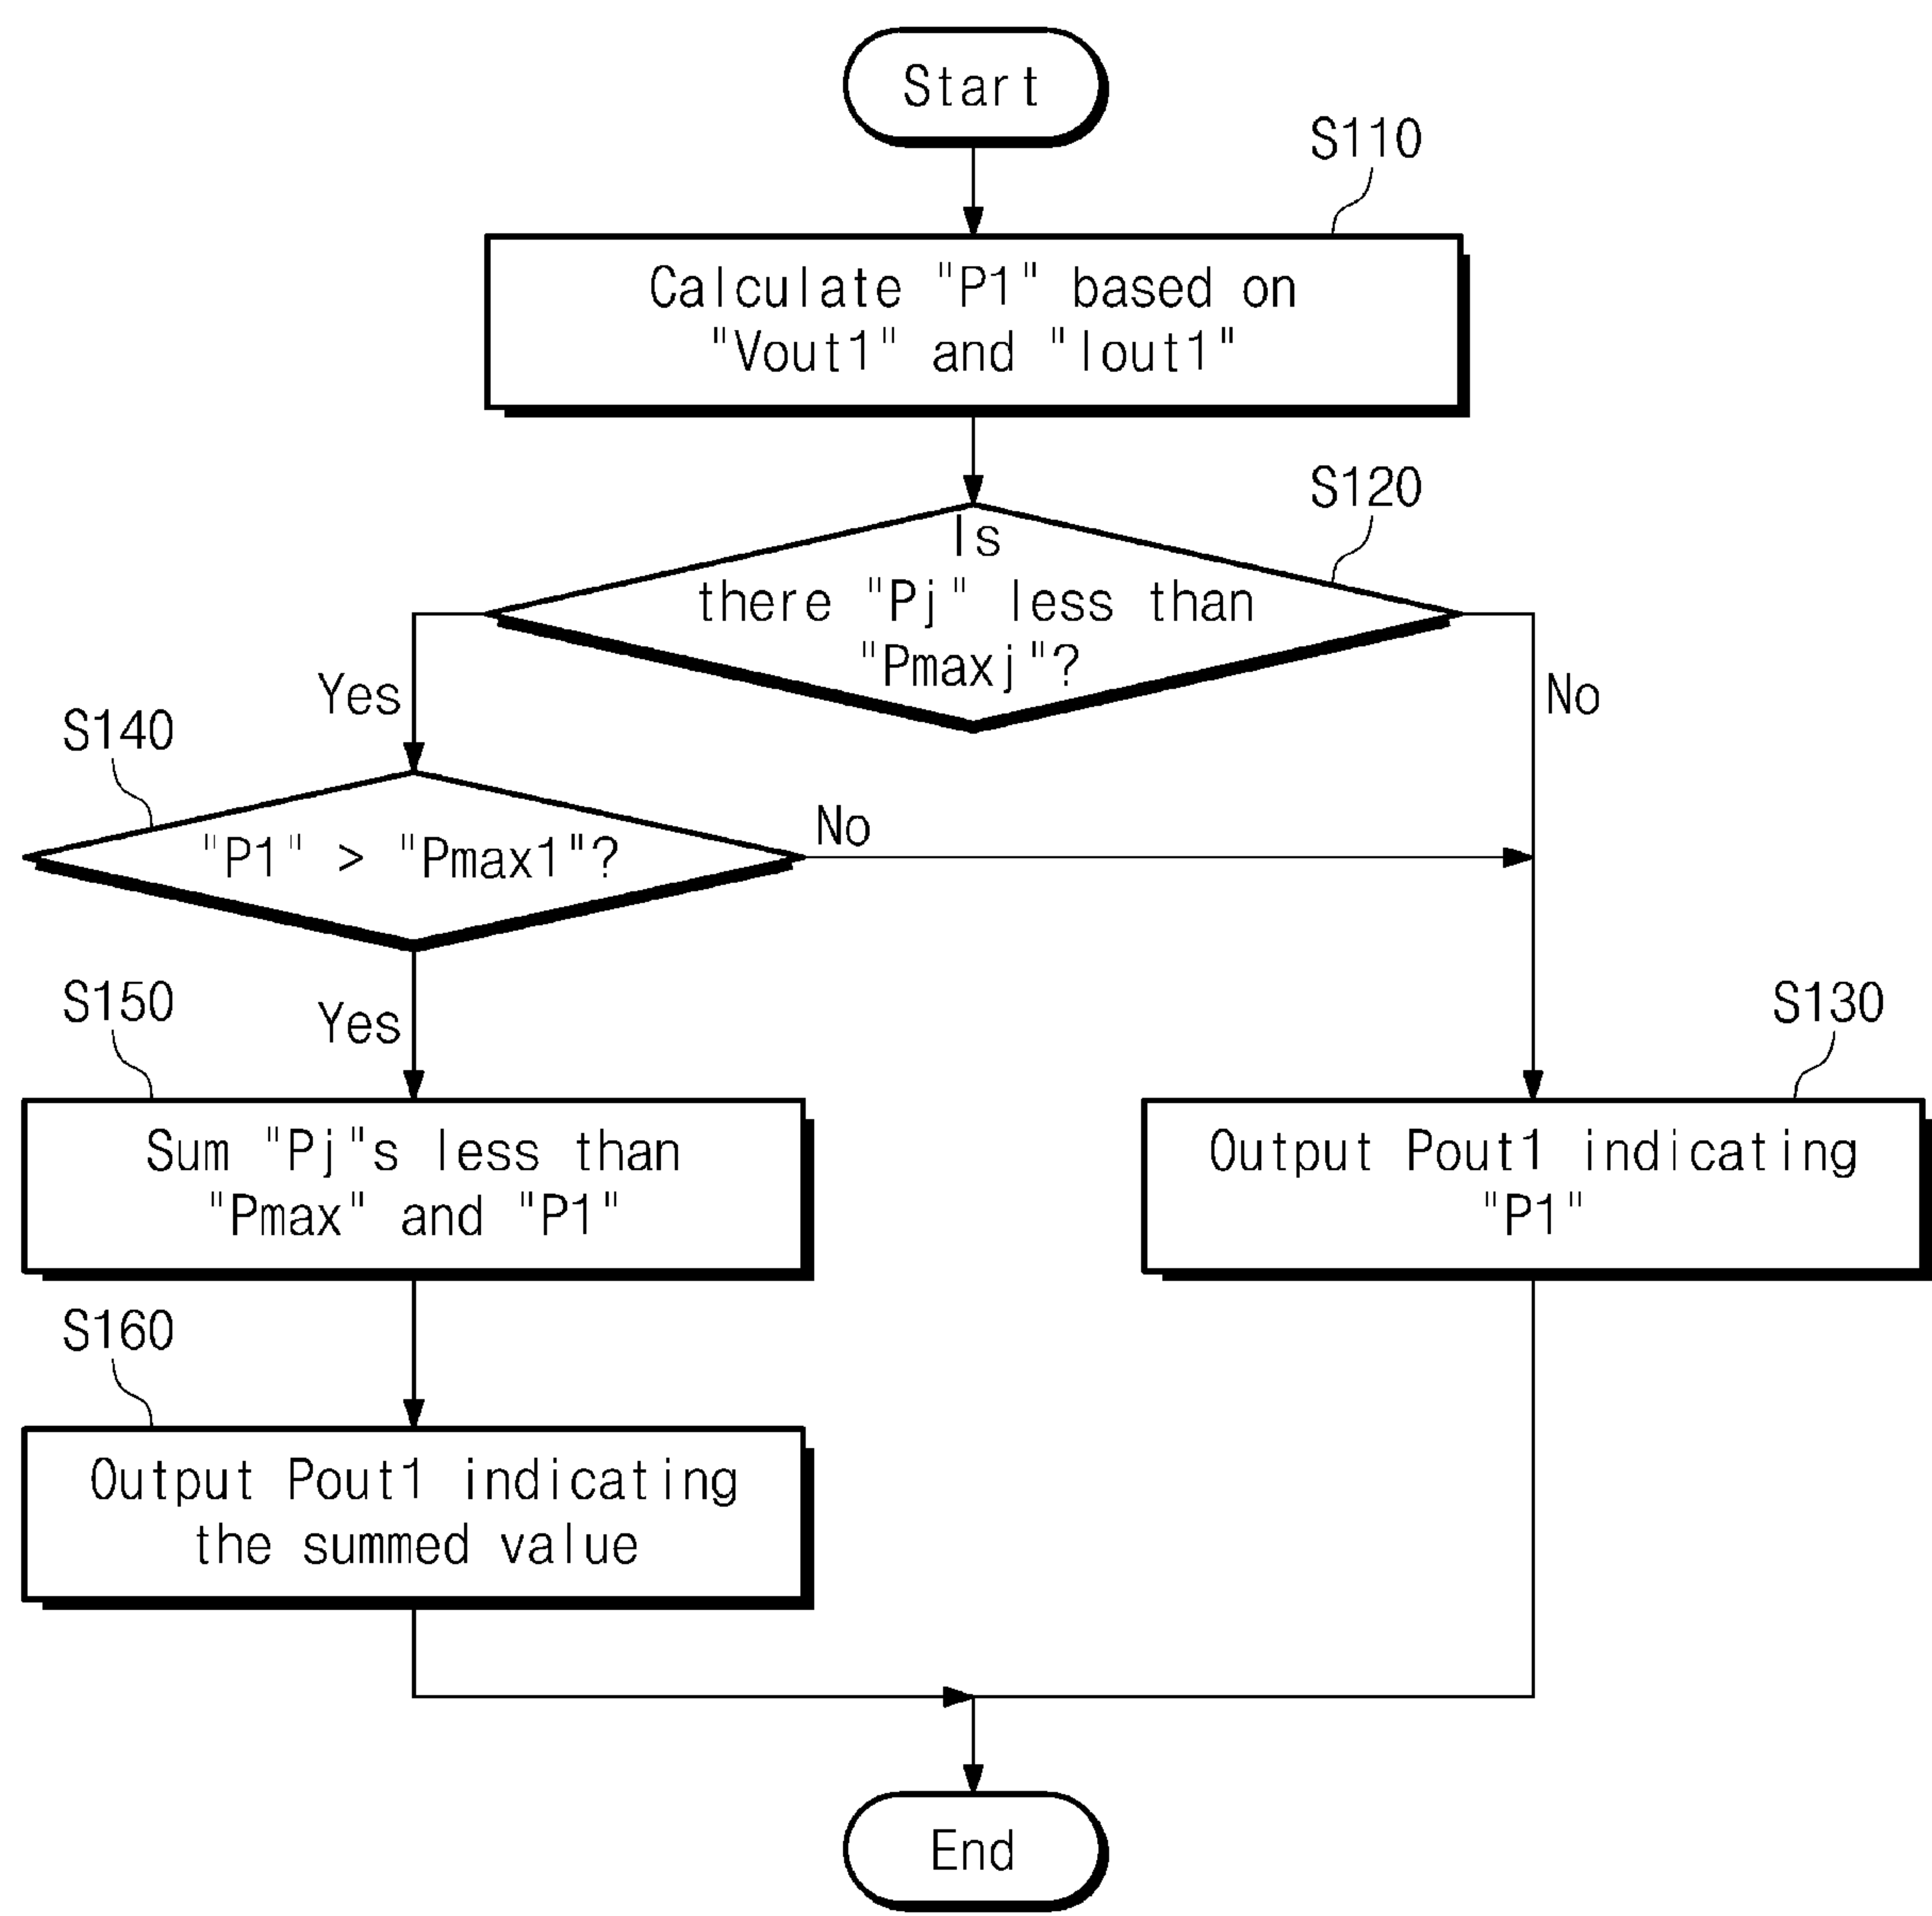 Start
S110
Calculate "P1" based on
"Vout1" and "Iout1"
S120
Is
there "Pj" less than
"Pmaxj"?
Yes
No
S140
"P1" > "Pmax1"?
No
S150
Yes
S130
Sum "Pj"s less than
"Pmax" and "P1"
Output Pout1 indicating
"P1"
S160
Output Pout1 indicating
the summed value
End